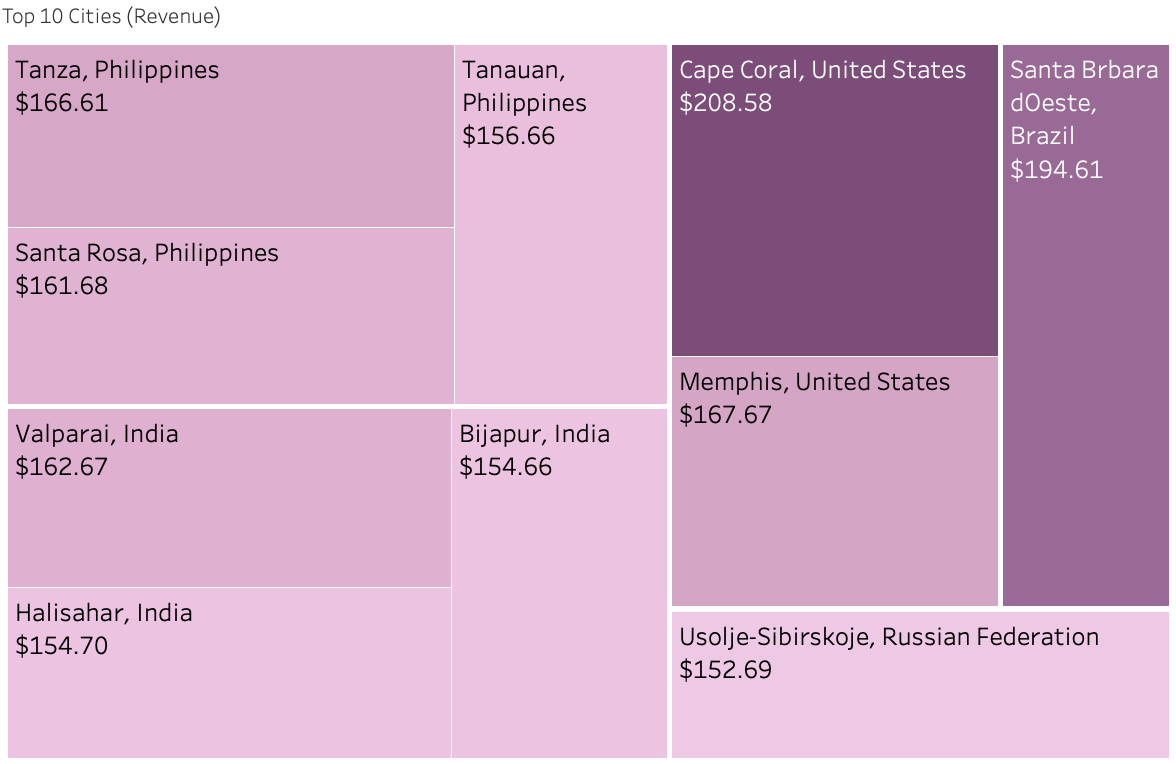 Top 10 Cities (Revenue)
Tanza, Philippines
$166.61
Santa Rosa, Philippines
$161.68
Tanauan,
Philippines
$156.66
Valparai, India
$162.67
Halisahar, India
$154.70
Bijapur, India
$154.66
Cape Coral, United States
$208.58
Memphis, United States
$167.67
Santa Brbara
dOeste,
Brazil
$194.61
Usolje-Sibirskoje, Russian Federation
$152.69